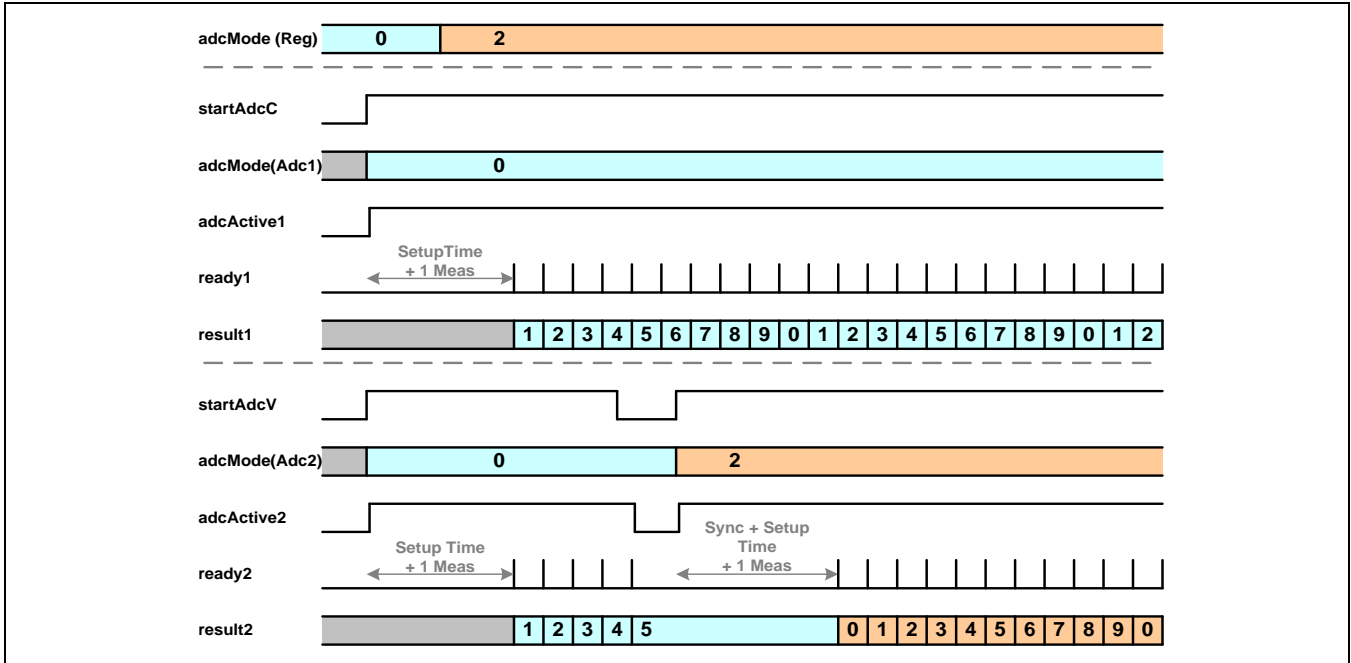 adcMode (Reg) 0 2
startAdcC
adcMode(Adc1) 0
adcActive1
SetupTime
+ 1 Meas
ready1
result1 1 2 3 4 5 6 7 8 9 0 1 2 3 4 5 6 7 8 9 0 1 2
startAdcV
adcMode(Adc2) 0 2
adcActive2
Sync + Setup
Setup Time Time
ready2 + 1 Meas + 1 Meas
result2 1 2 3 4 5 0 1 2 3 4 5 6 7 8 9 0